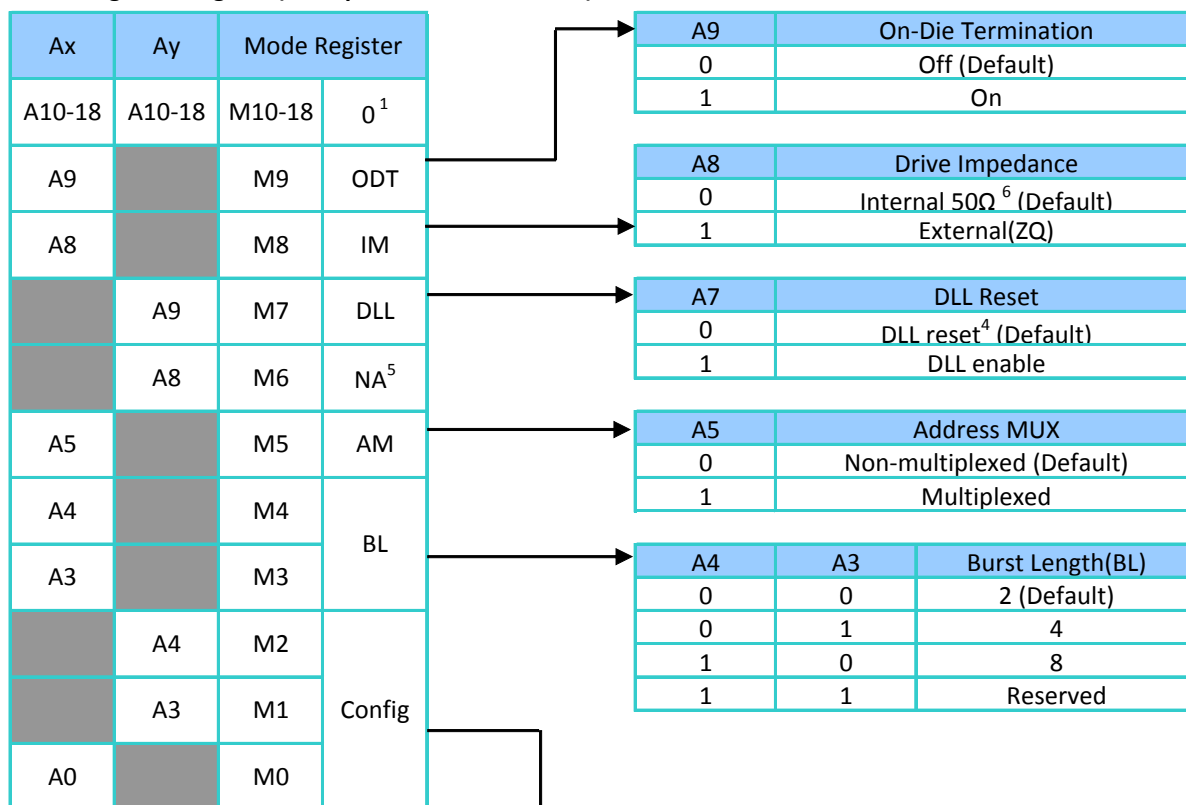 Ax Ay Mode Register
A10-18 A10-18 M10-18 0¹
A9 M9 ODT
A8 M8 IM
A9 M7 DLL
A8 M6 NA⁵
A5 M5 AM
A4 M4 BL
A3 M3
A4 M2 Config
A3 M1
A0 M0
A9 On-Die Termination
0 Off (Default)
1 On
A8 Drive Impedance
0 Internal 50Ω ⁶ (Default)
1 External(ZQ)
A7 DLL Reset
0 DLL reset⁴ (Default)
1 DLL enable
A5 Address MUX
0 Non-multiplexed (Default)
1 Multiplexed
A4 A3 Burst Length(BL)
0 0 2 (Default)
0 1 4
1 0 8
1 1 Reserved